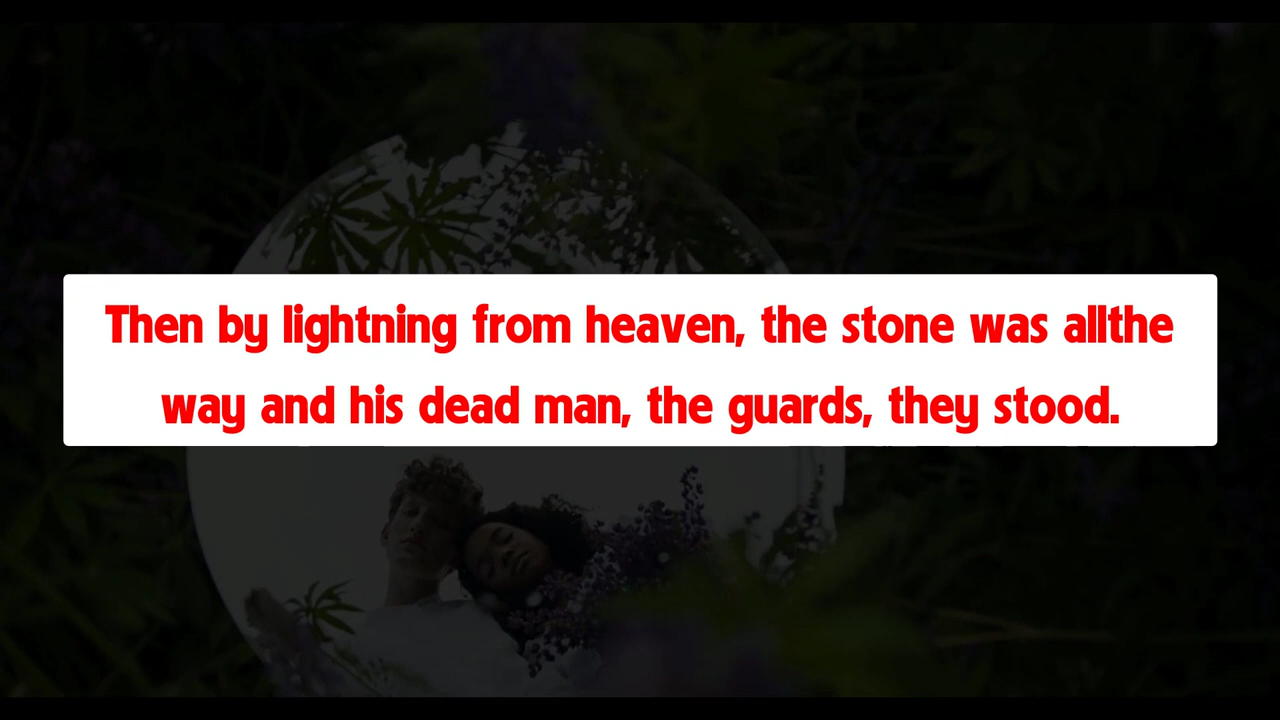 Then by lightning from heaven, the stone was allthe
way and his dead man, the guards, they stood.